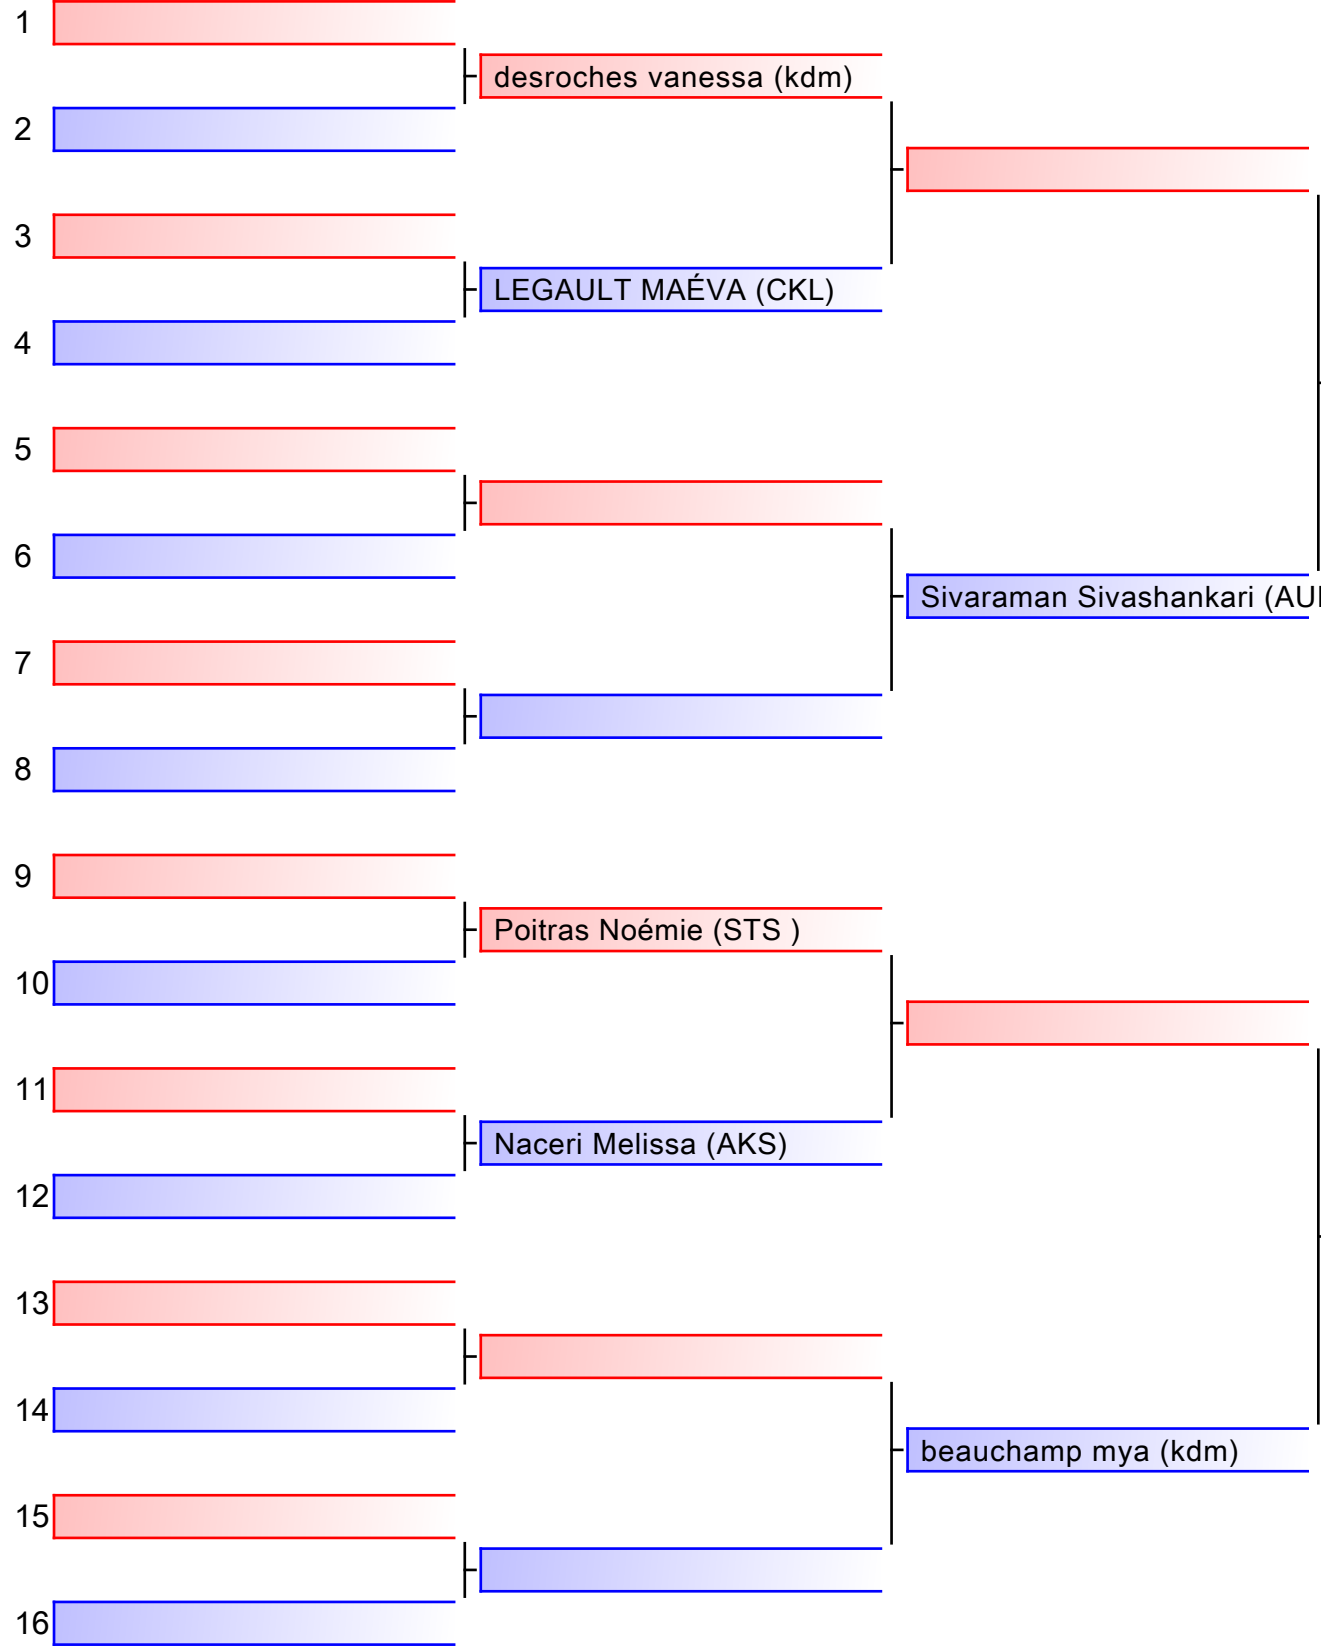 1
desroches vanessa (kdm)
2
3
LEGAULT MAÉVA (CKL)
4
5
6
Sivaraman Sivashankari
7
8
9
Poitras Noémie (STS )
10
11
Naceri Melissa (AKS)
12
13
14
beauchamp mya (kdm)
15
16